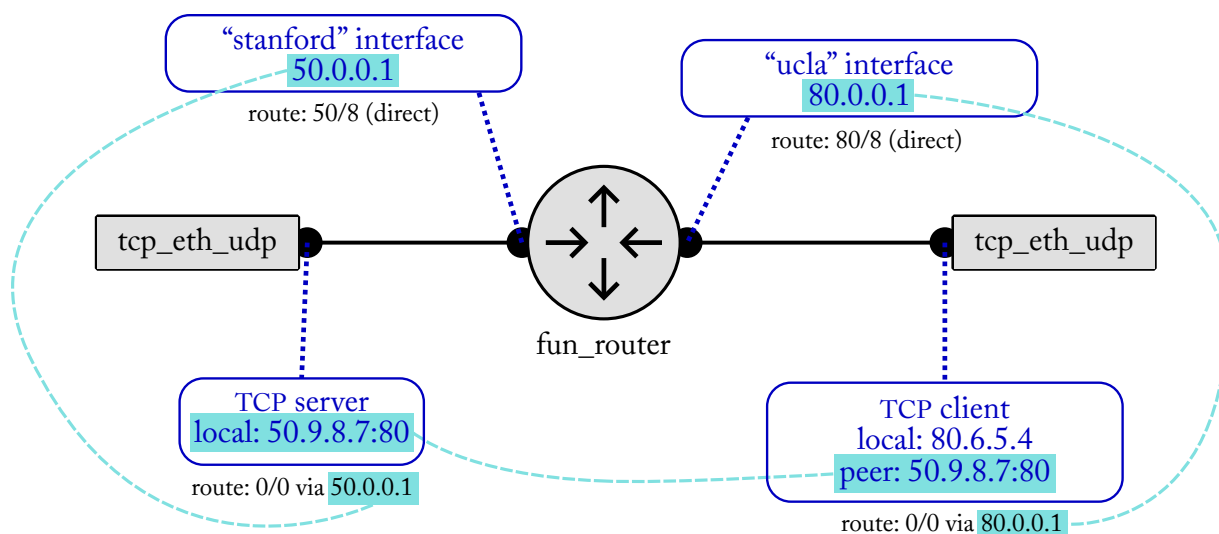 “stanford” interface
50.0.0.1
route: 50/8 (direct)
“ucla” interface
80.0.0.1
route: 80/8 (direct)
tcp_eth_udp
tcp_eth_udp
fun_router
TCP server
local: 50.9.8.7:80
route: 0/0 via 50.0.0.1
TCP client
local: 80.6.5.4
peer: 50.9.8.7:80
route: 0/0 via 80.0.0.1